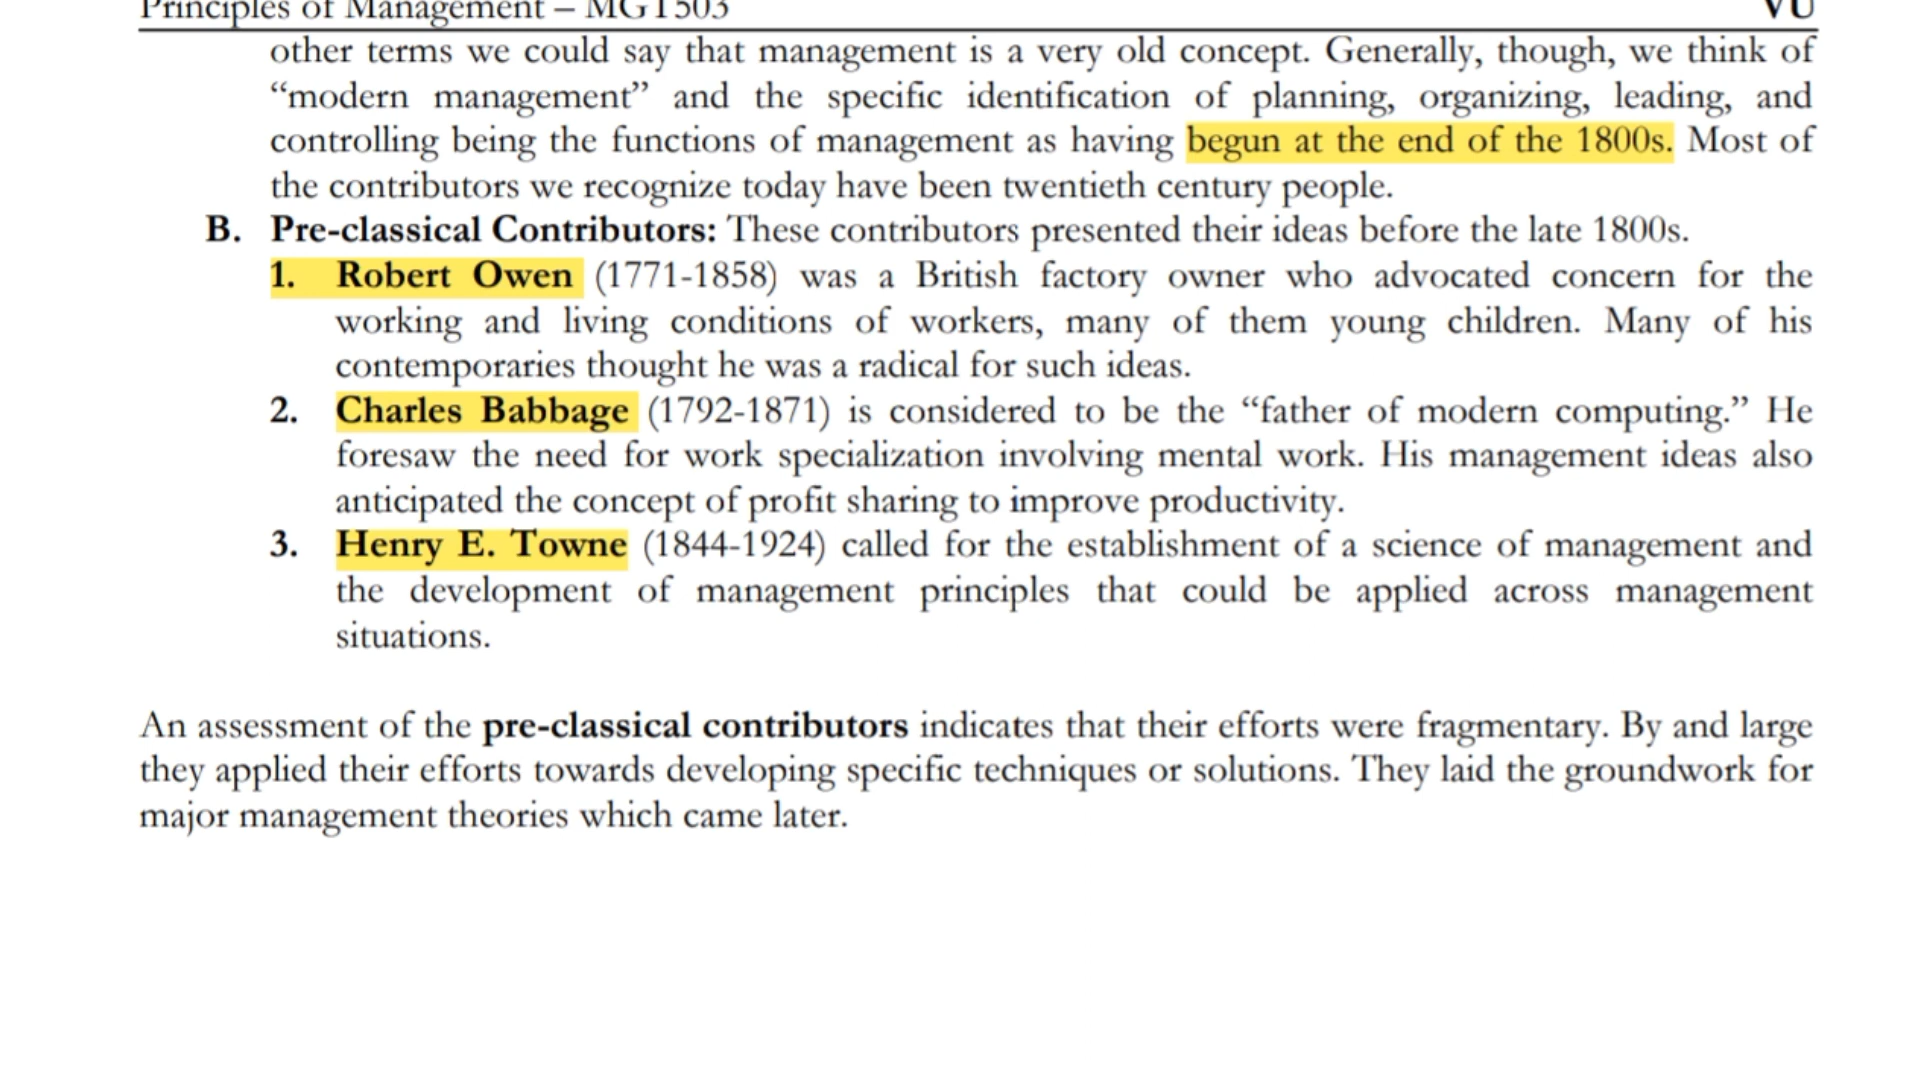 Principles of Management – MGT503 VU
other terms we could say that management is a very old concept. Generally, though, we think of
“modern management” and the specific identification of planning, organizing, leading, and
controlling being the functions of management as having begun at the end of the 1800s. Most of
the contributors we recognize today have been twentieth century people.
B. Pre-classical Contributors: These contributors presented their ideas before the late 1800s.
1. Robert Owen (1771-1858) was a British factory owner who advocated concern for the
working and living conditions of workers, many of them young children. Many of his
contemporaries thought he was a radical for such ideas.
2. Charles Babbage (1792-1871) is considered to be the “father of modern computing.” He
foresaw the need for work specialization involving mental work. His management ideas also
anticipated the concept of profit sharing to improve productivity.
3. Henry E. Towne (1844-1924) called for the establishment of a science of management and
the development of management principles that could be applied across management
situations.
An assessment of the pre-classical contributors indicates that their efforts were fragmentary. By and large
they applied their efforts towards developing specific techniques or solutions. They laid the groundwork for
major management theories which came later.